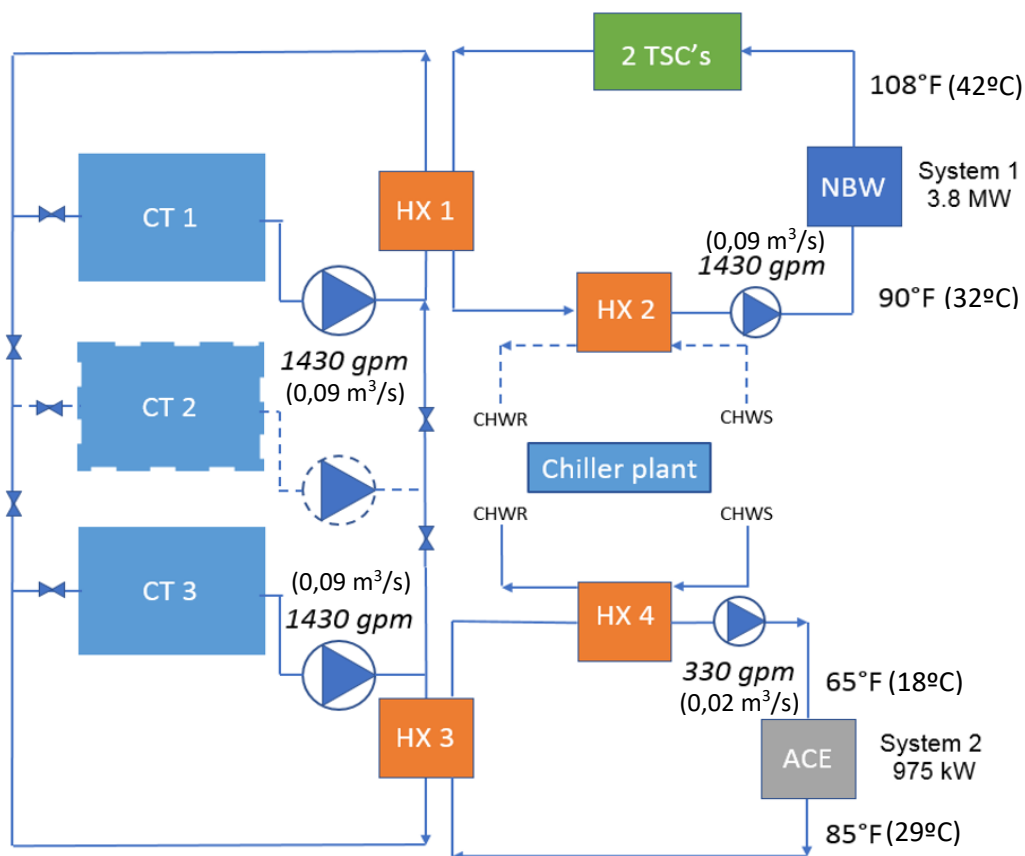 2 TSC's
108°F (42ºC)
HX 1
NBW
System 1
3.8 MW
CT 1
(0,09 m³/s)
1430 gpm
HX 2
90°F (32ºC)
1430 gpm
(0,09 m³/s)
CT 2
CHWR
CHWS
Chiller plant
CHWR
CHWS
(0,09 m³/s)
1430 gpm
CT 3
HX 4
330 gpm
(0,02 m³/s)
65°F (18ºC)
HX 3
ACE
System 2
975 kW
85°F (29ºC)